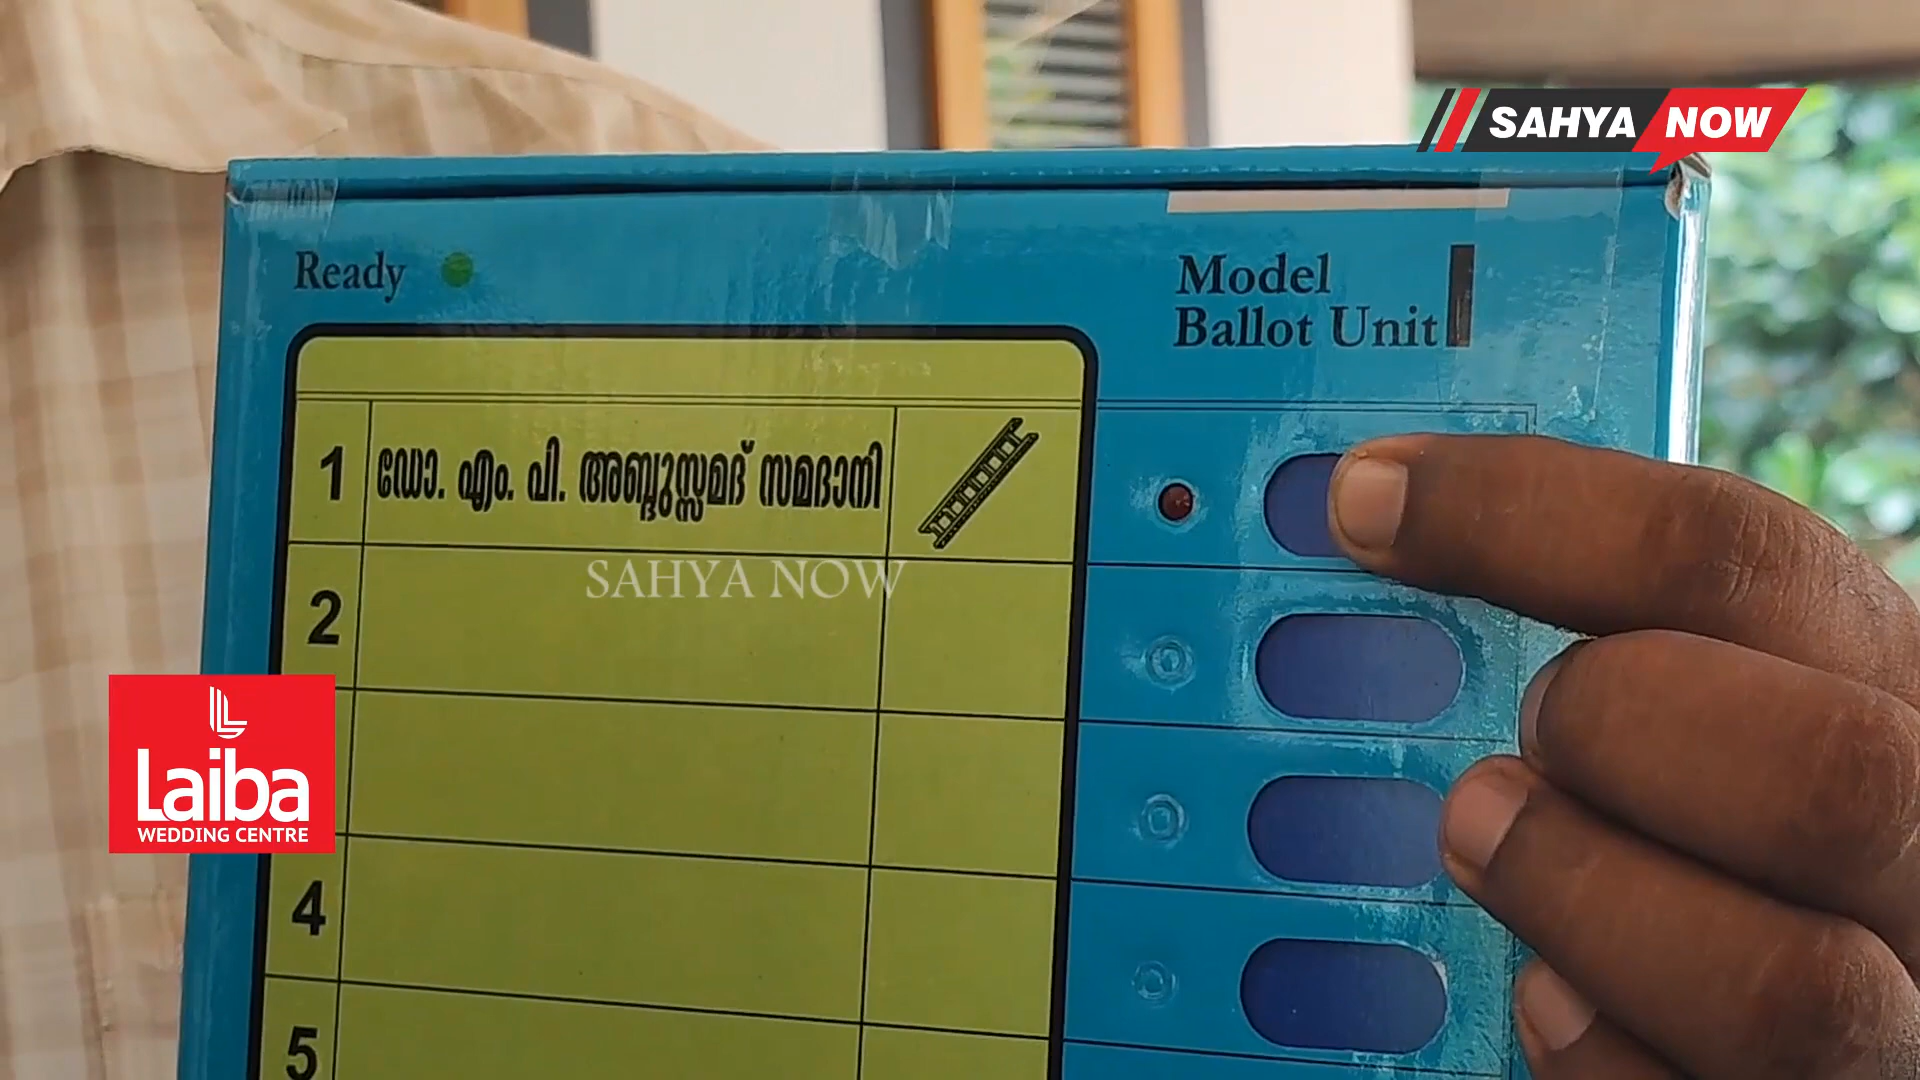 SAHYA NOW
Ready
Model
Ballot Unit
1 ഡോ. എം. പി. അബ്ദുസ്സമദ് സമദാനി
SAHYA NOW
2
4
5
Laiba
WEDDING CENTRE